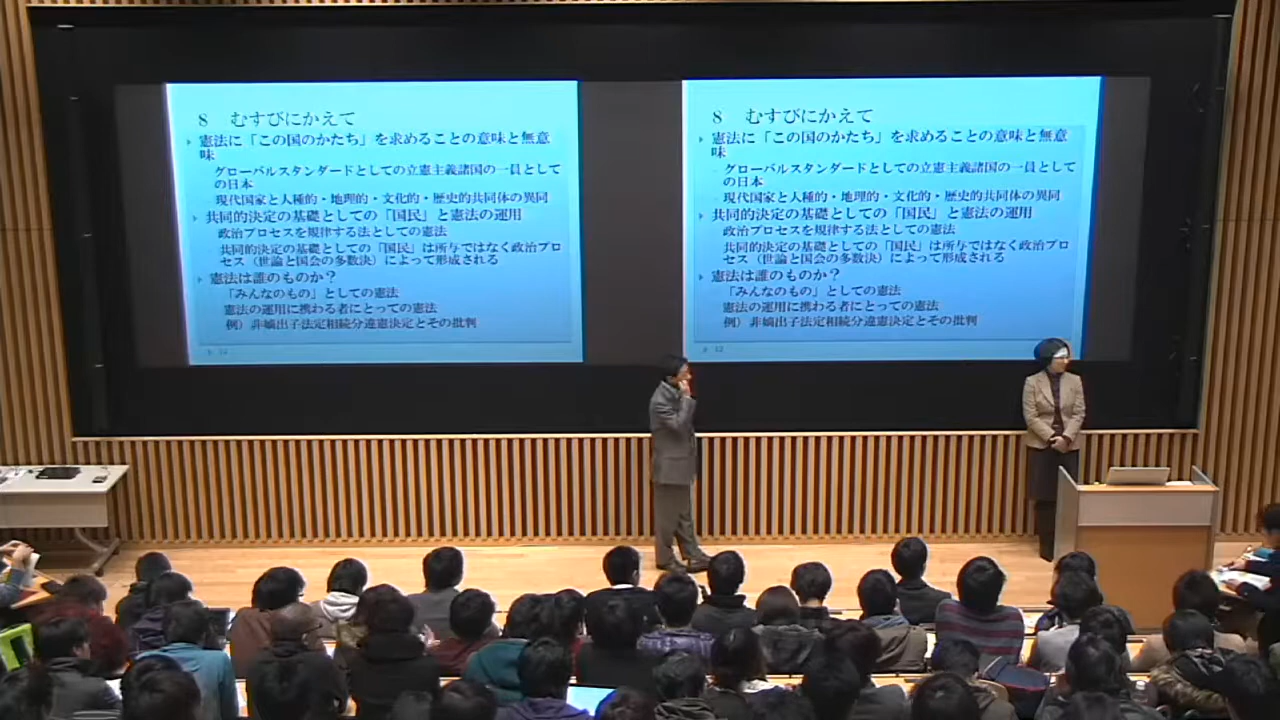 8 むすびにかえて
憲法に「この国のかたち」を求めることの意味と無意
味
グローバルスタンダードとしての立憲主義諸国の一員として
の日本
現代国家と人種的・地理的・文化的・歴史的共同体の異同
共同的決定の基礎としての「国民」と憲法の運用
政治プロセスを規律する法としての憲法
共同的決定の基礎としての「国民」は所与ではなく政治プロ
セス（世論と国会の多数決）によって形成される
憲法は誰のものか？
「みんなのもの」としての憲法
憲法の運用に携わる者にとっての憲法
例）非嫡出子法定相続分違憲決定とその批判
8 むすびにかえて
憲法に「この国のかたち」を求めることの意味と無意
味
グローバルスタンダードとしての立憲主義諸国の一員として
の日本
現代国家と人種的・地理的・文化的・歴史的共同体の異同
共同的決定の基礎としての「国民」と憲法の運用
政治プロセスを規律する法としての憲法
共同的決定の基礎としての「国民」は所与ではなく政治プロ
セス（世論と国会の多数決）によって形成される
憲法は誰のものか？
「みんなのもの」としての憲法
憲法の運用に携わる者にとっての憲法
例）非嫡出子法定相続分違憲決定とその批判